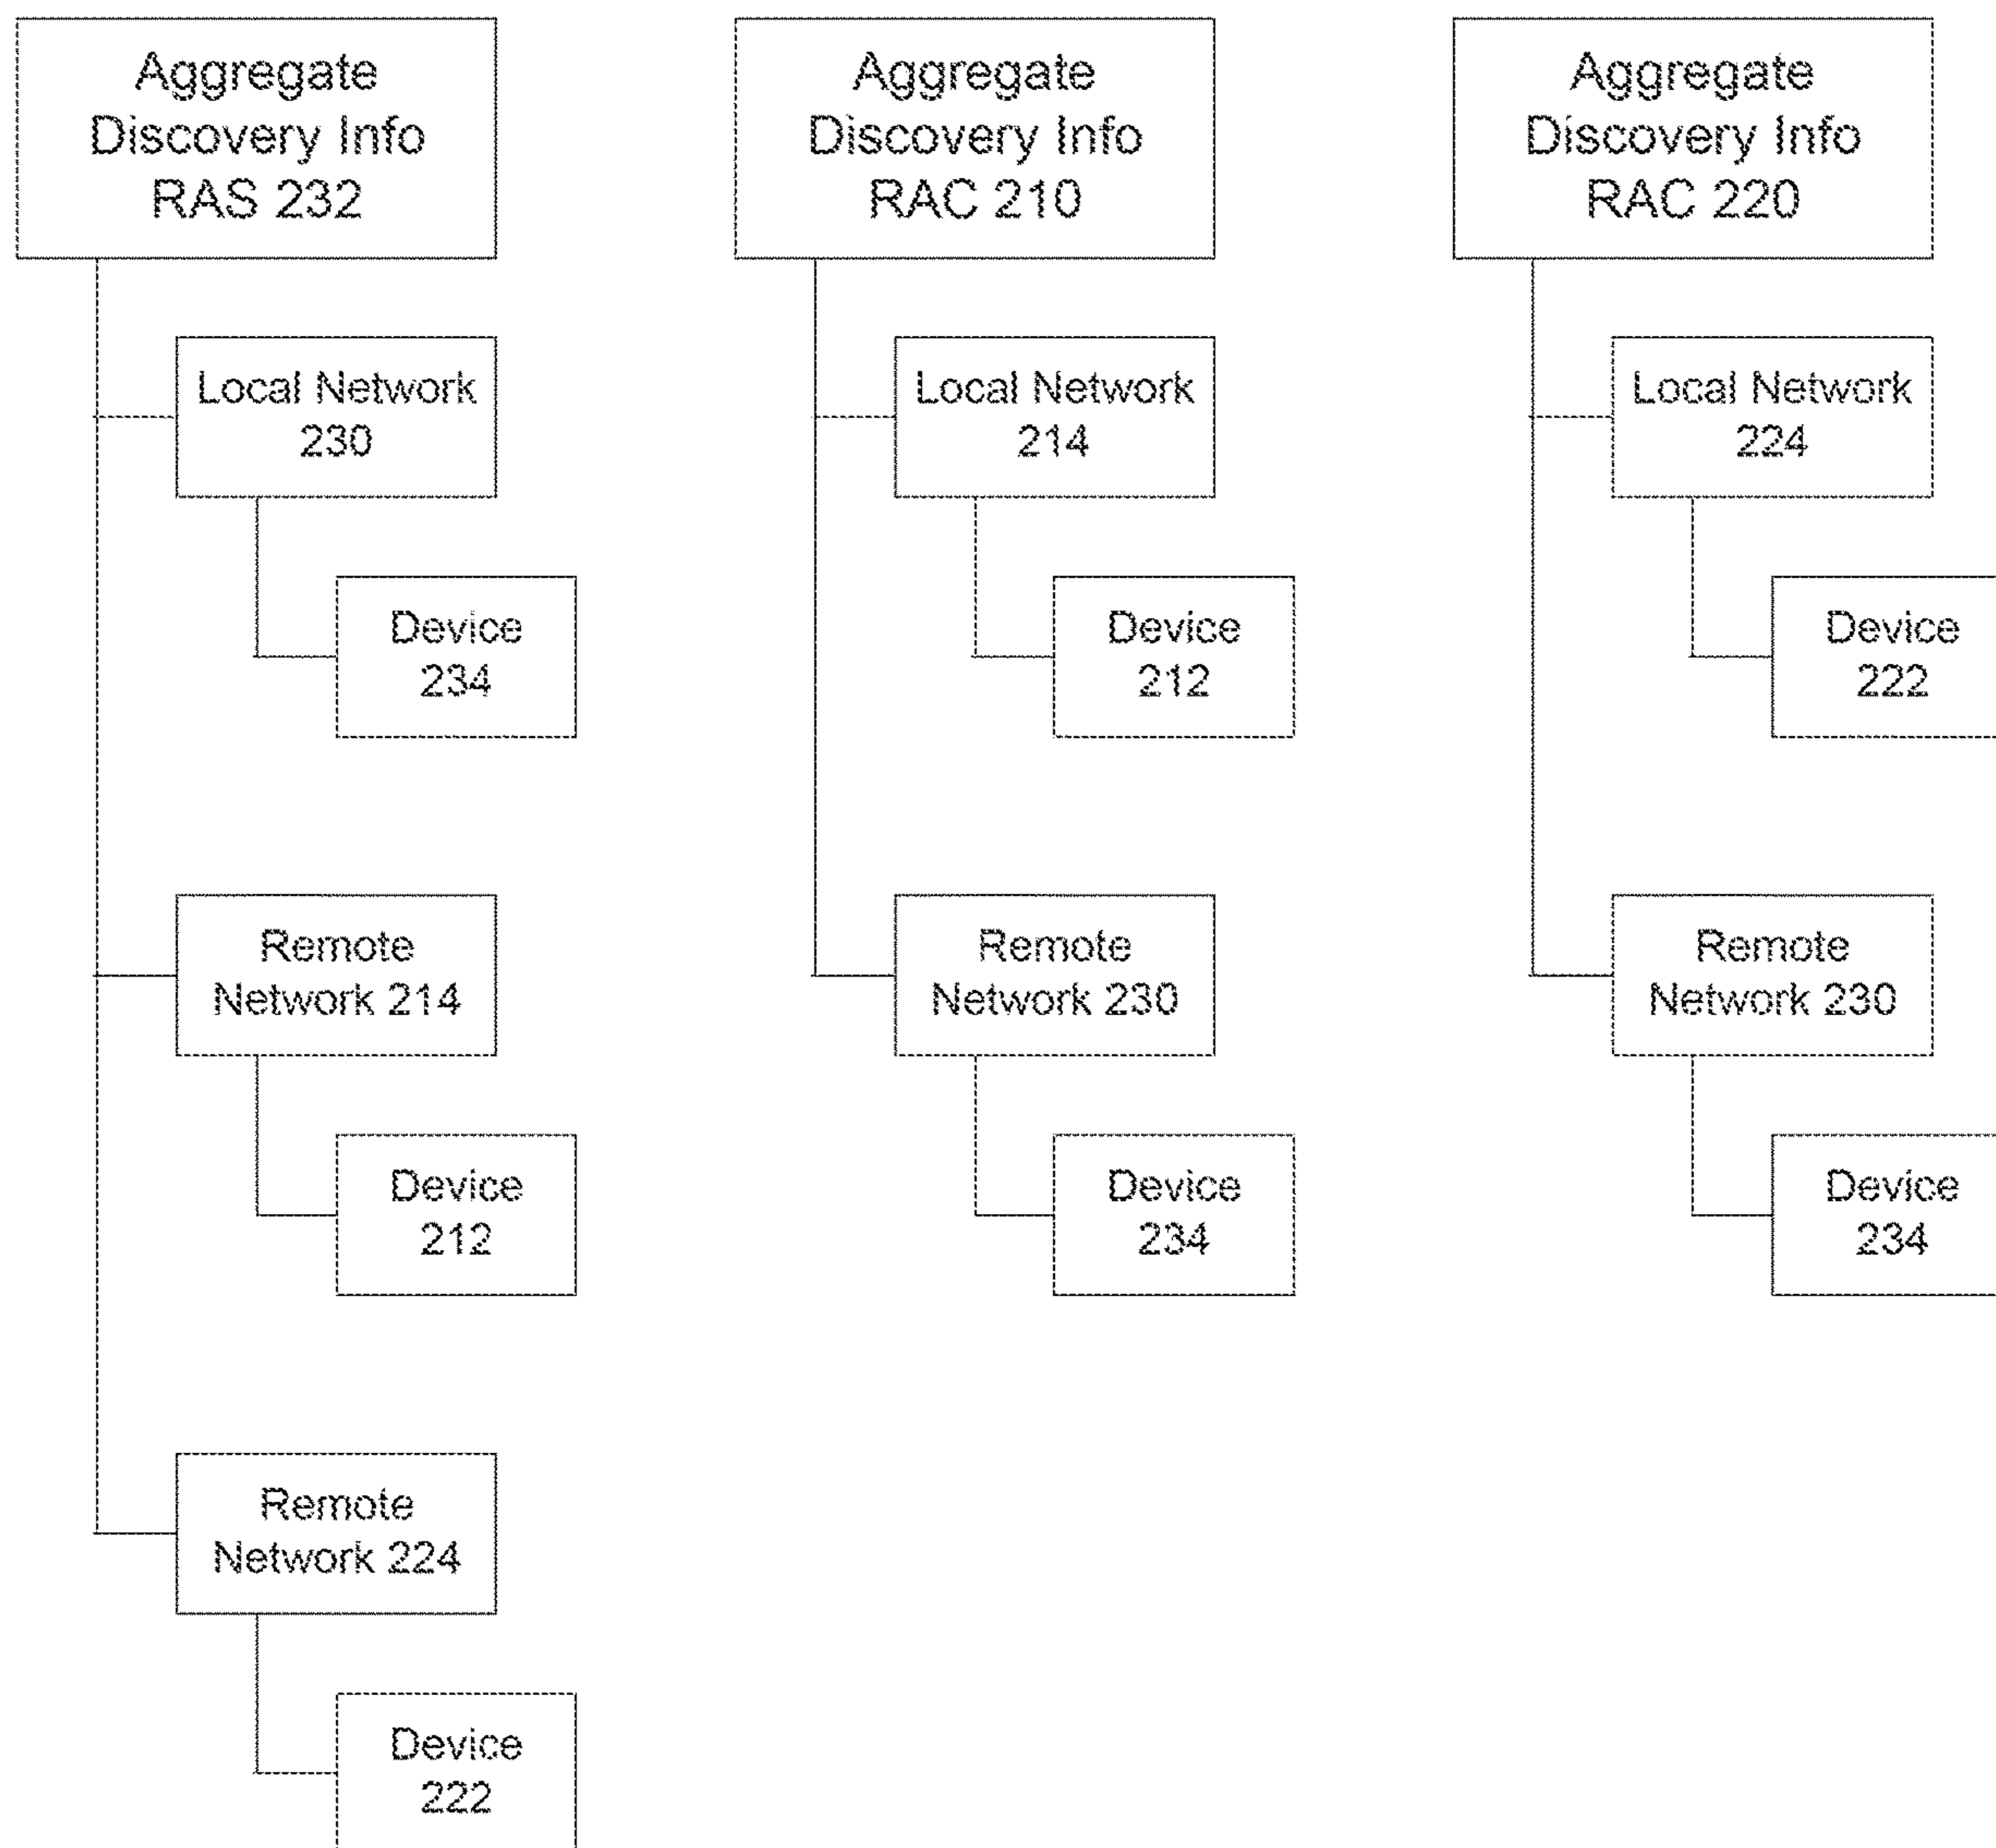 Aggregate
Discovery Info
RAS 232
Local Network
230
Device
234
Remote
Network 214
Device
212
Remote
Network 224
Device
222
Aggregate
Discovery Info
RAC 210
Local Network
214
Device
212
Remote
Network 230
Device
234
Aggregate
Discovery Info
RAC 220
Local Network
224
Device
222
Remote
Network 230
Device
234